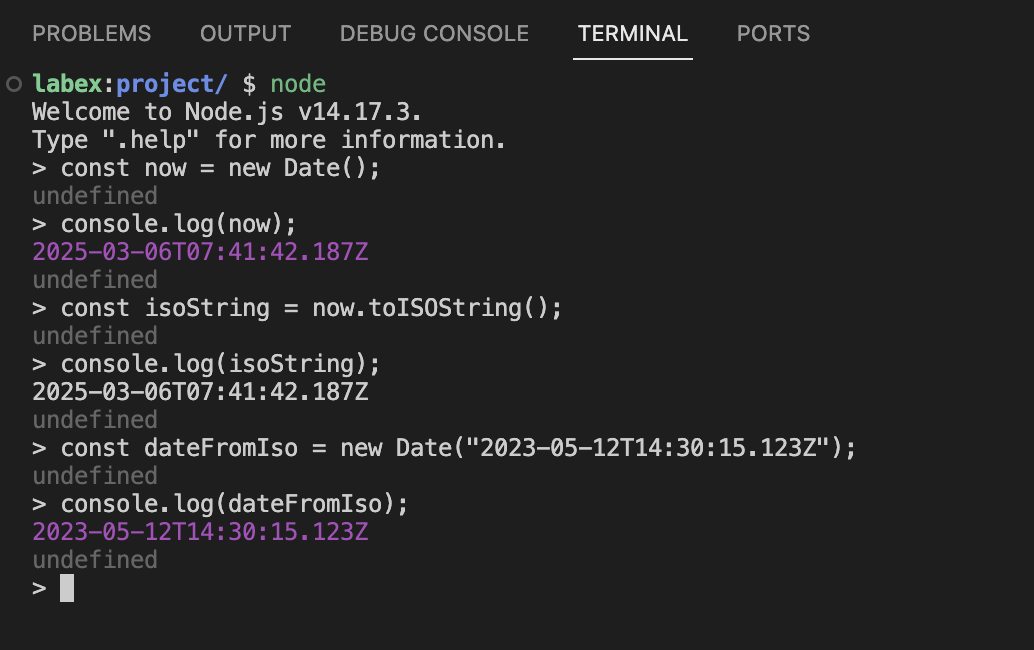 PROBLEMS OUTPUT DEBUG CONSOLE TERMINAL PORTS
labex:project/ $ node
Welcome to Node.js v14.17.3.
Type ".help" for more information.
> const now = new Date();
undefined
> console.log(now);
2025-03-06T07:41:42.187Z
undefined
> const isoString = now.toISOString();
undefined
> console.log(isoString);
2025-03-06T07:41:42.187Z
undefined
> const dateFromIso = new Date("2023-05-12T14:30:15.123Z");
undefined
> console.log(dateFromIso);
2023-05-12T14:30:15.123Z
undefined
>